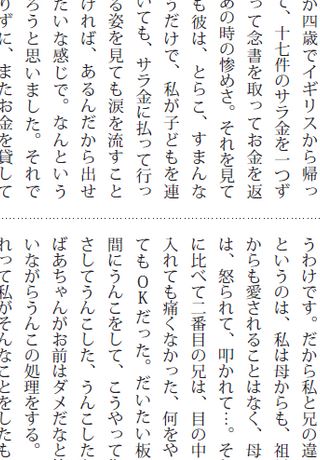 か四歳でイギリスから帰っ
て、十七件のサラ金を一つず
って念書を取ってお金を返
あの時の惨めさ。それを見て
も彼は、とらこ、すまんな
うだけで、私が子どもを連
いても、サラ金に払って行っ
る姿を見ても涙を流すこと
ければ、あるんだから出せ
たいな感じで。なんという
ろうと思いました。それで
りずに、またお金を貸して
うわけです。だから私と兄の違
というのは、私は母からも、祖
からも愛されることはなく、母
は、怒られて、叩かれて…。そ
に比べて二番目の兄は、目の中
入れても痛くなかった、何をや
てもOKだった。だいたい板
間にうんこをして、こうやって
さしてうんこした、うんこした
ばあちゃんがお前はダメだなと
いながらうんこの処理をする。
れって私がそんなことをしたも